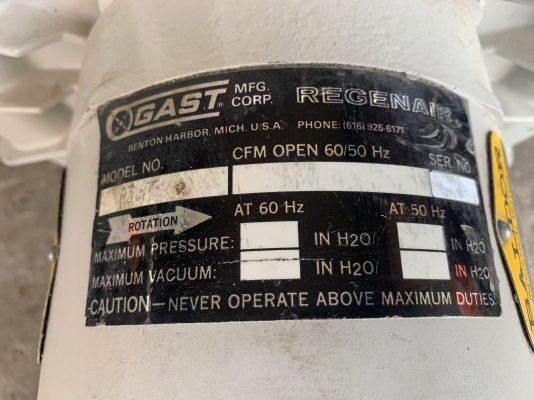 GAST MFG. CORP. REGENAIR
BENTON HARBOR, MICH. U.S.A. PHONE: (616) 926-6171
MODEL NO. CFM OPEN 60/50 Hz SER. NO.
ROTATION AT 60 Hz AT 50 Hz
MAXIMUM PRESSURE: IN H2O/ IN H2O
MAXIMUM VACUUM: IN H2O/ IN H2O
CAUTION—NEVER OPERATE ABOVE MAXIMUM DUTIES.